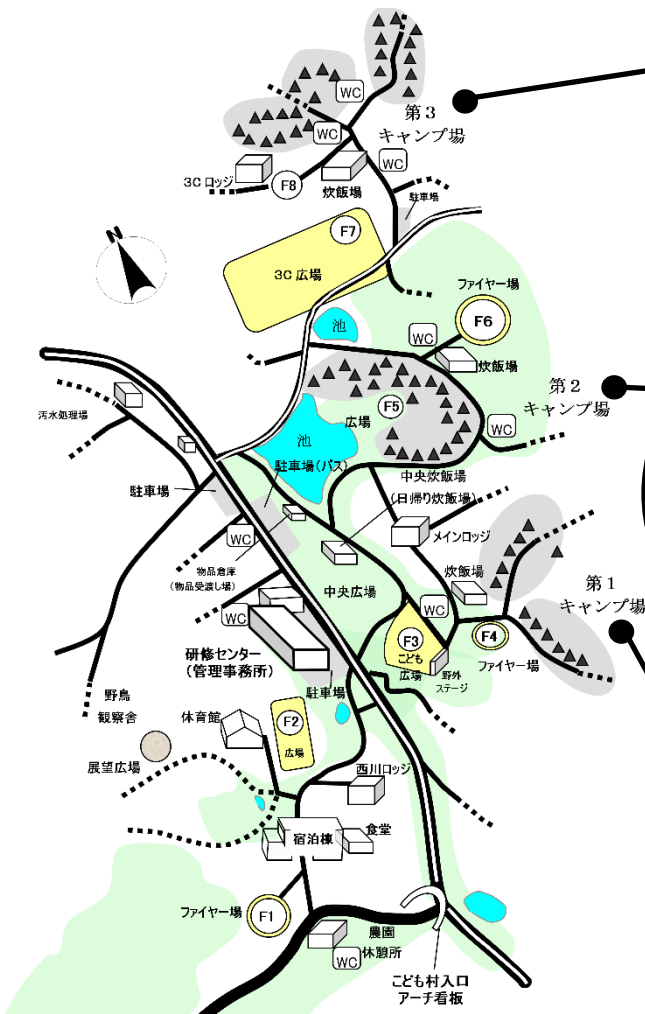 WC
第3
キャンプ場
WC
WC
3C ロッジ
F8
炊飯場
駐車場
F7
N
3C 広場
ファイヤー場
F6
池
WC
炊飯場
第2
キャンプ場
F5
広場
WC
汚水処理場
池
駐車場(バス)
中央炊飯場
(日帰り炊飯場)
駐車場
メインロッジ
WC
物品倉庫
(物品受渡し場)
炊飯場
第1
キャンプ場
中央広場
WC
WC
F3
こども
広場
F4
ファイヤー場
野外
ステージ
研修センター
(管理事務所)
駐車場
野鳥
観察舎
体育館
F2
広場
展望広場
西川ロッジ
宿泊棟
食堂
ファイヤー場
F1
農園
休憩所
WC
こども村入口
アーチ看板